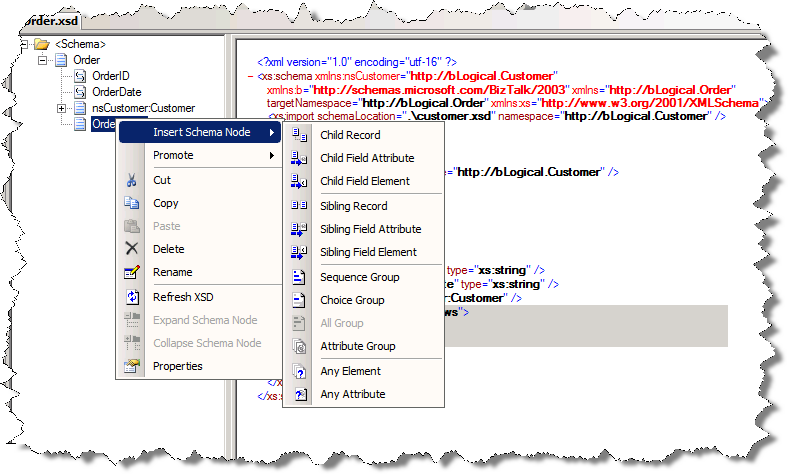 order.xsd
<Schema>
Order
OrderID
OrderDate
nsCustomer:Customer
Insert Schema Node
Promote
Cut
Copy
Paste
Delete
Rename
Refresh XSD
Expand Schema Node
Collapse Schema Node
Properties
Child Record
Child Field Attribute
Child Field Element
Sibling Record
Sibling Field Attribute
Sibling Field Element
Sequence Group
Choice Group
All Group
Attribute Group
Any Element
Any Attribute
<?xml version="1.0" encoding="utf-16" ?>
- <xs:schema xmlns:nsCustomer="http://bLogical.Customer"
xmlns:b="http://schemas.microsoft.com/BizTalk/2003" xmlns="http://bLogical.Order"
targetNamespace="http://bLogical.Order" xmlns:xs="http://www.w3.org/2001/XMLSchema">
<xs:import schemaLocation=".\customer.xsd" namespace="http://bLogical.Customer" />
="http://bLogical.Customer" />
type="xs:string" />
" type="xs:string" />
:Customer" />
">
</x
</xs: